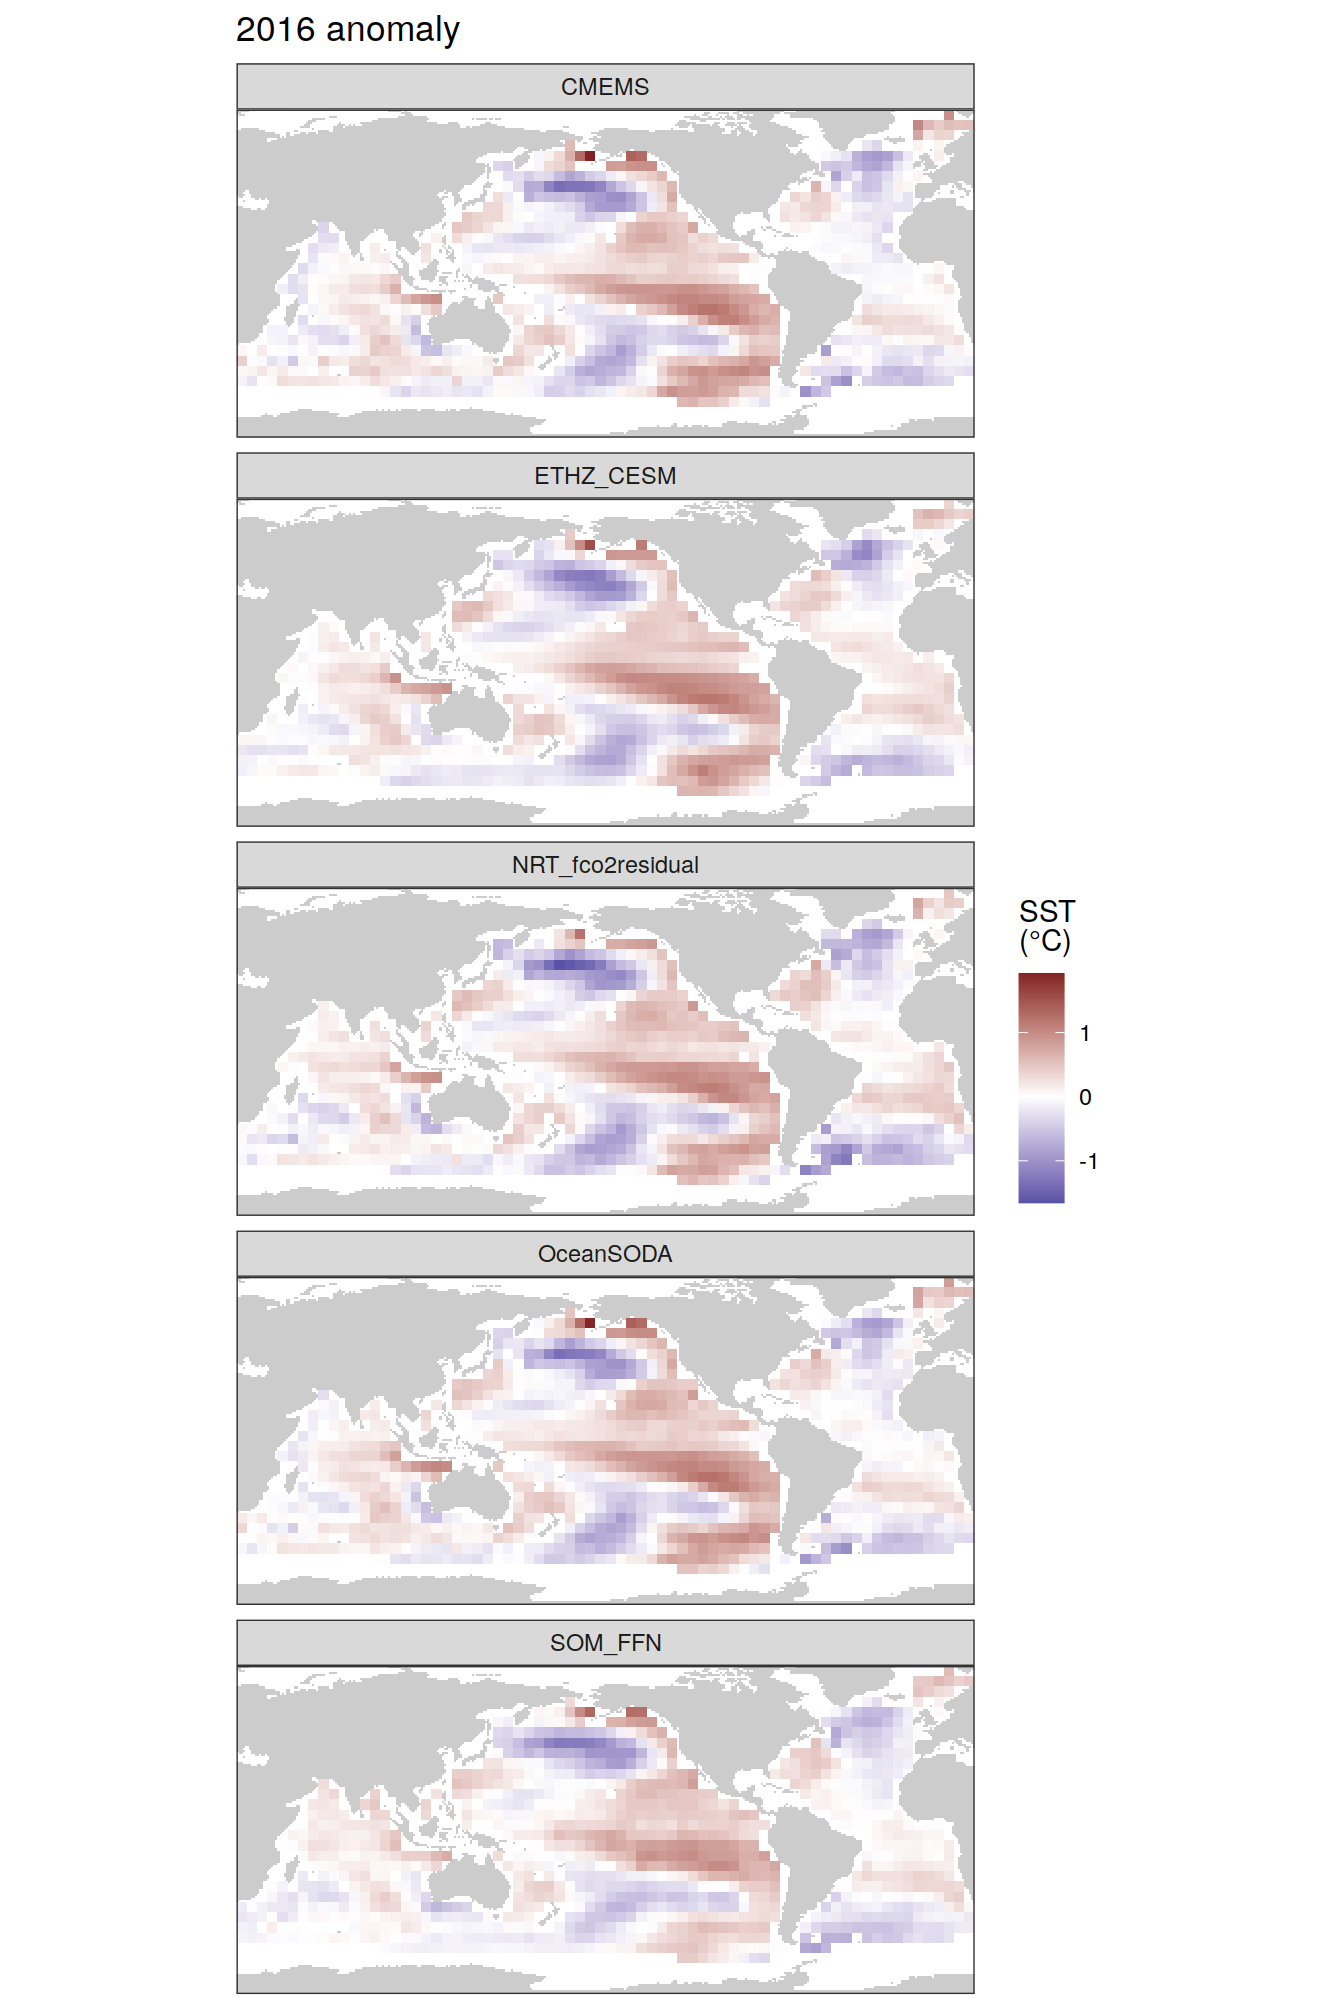 2016 anomaly
CMEMS
ETHZ_CESM
NRT_fco2residual
SST
(°C)
1
0
-1
OceanSODA
SOM_FFN